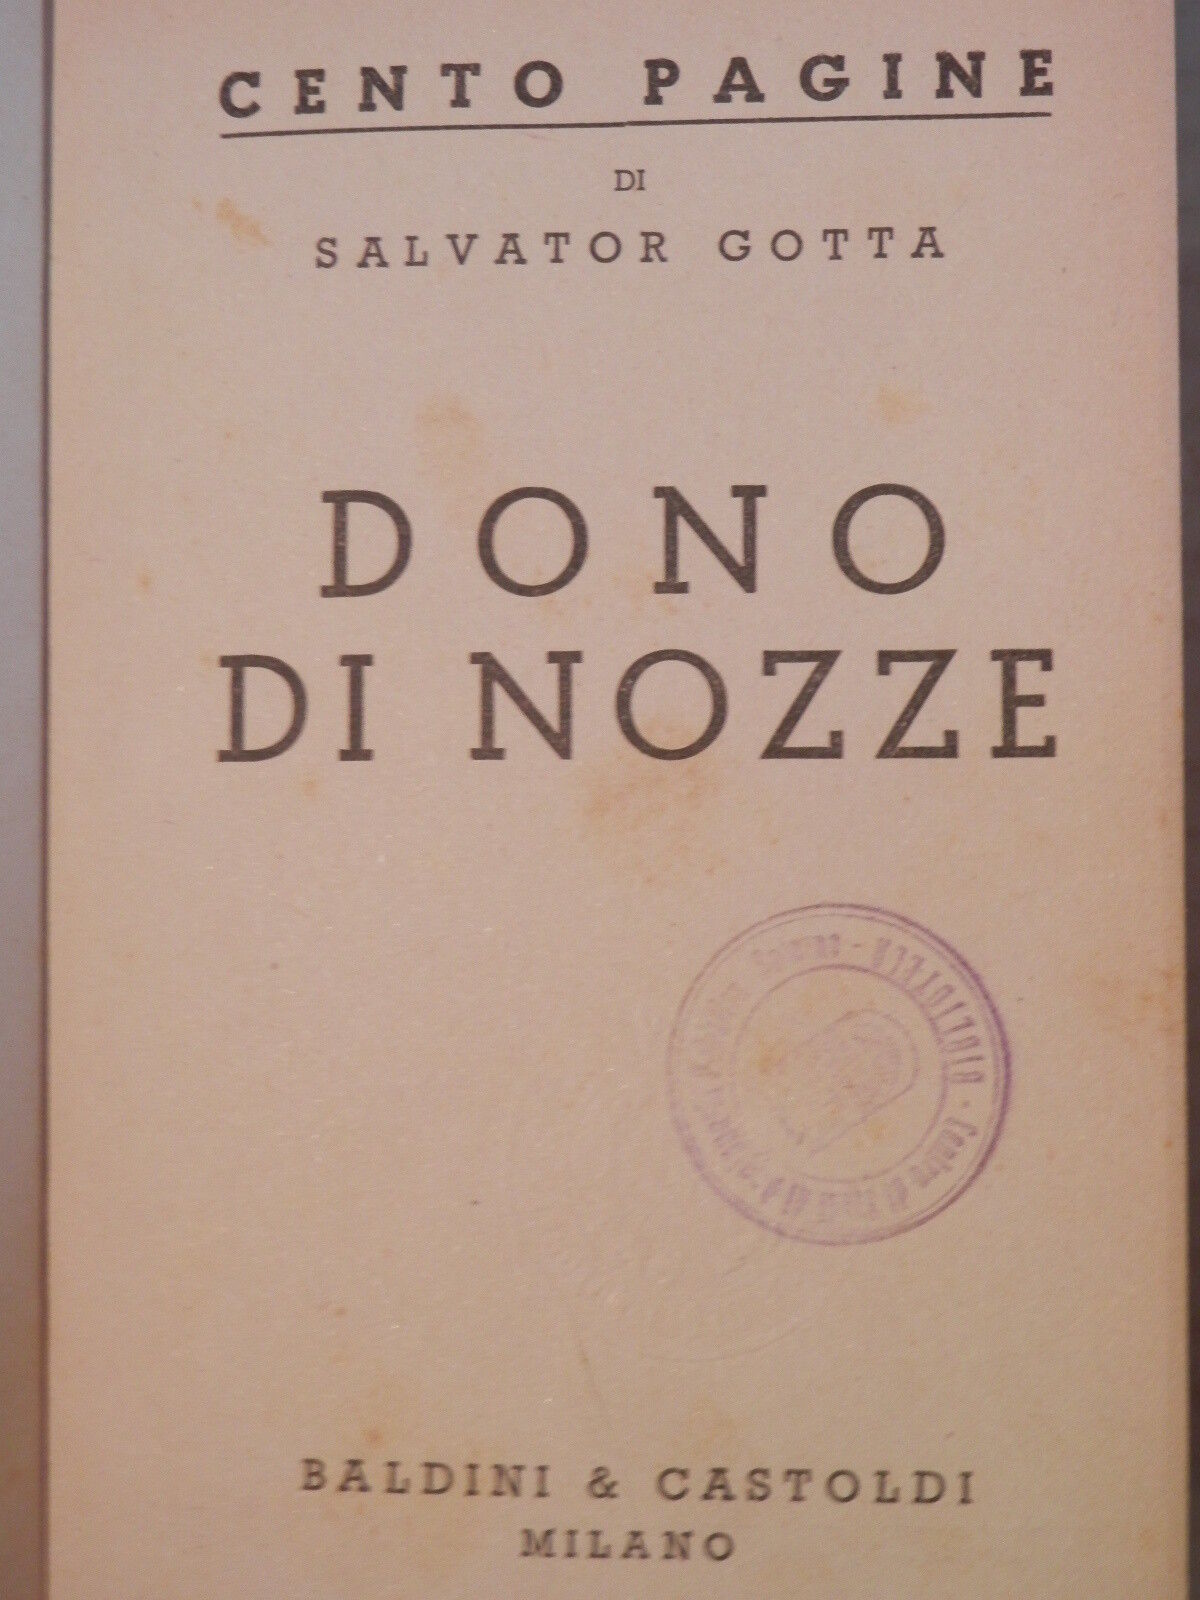 CENTO PAGINE
DI
SALVATOR GOTTA
DONO
DI NOZZE
BALDINI & CASTOLDI
MILANO